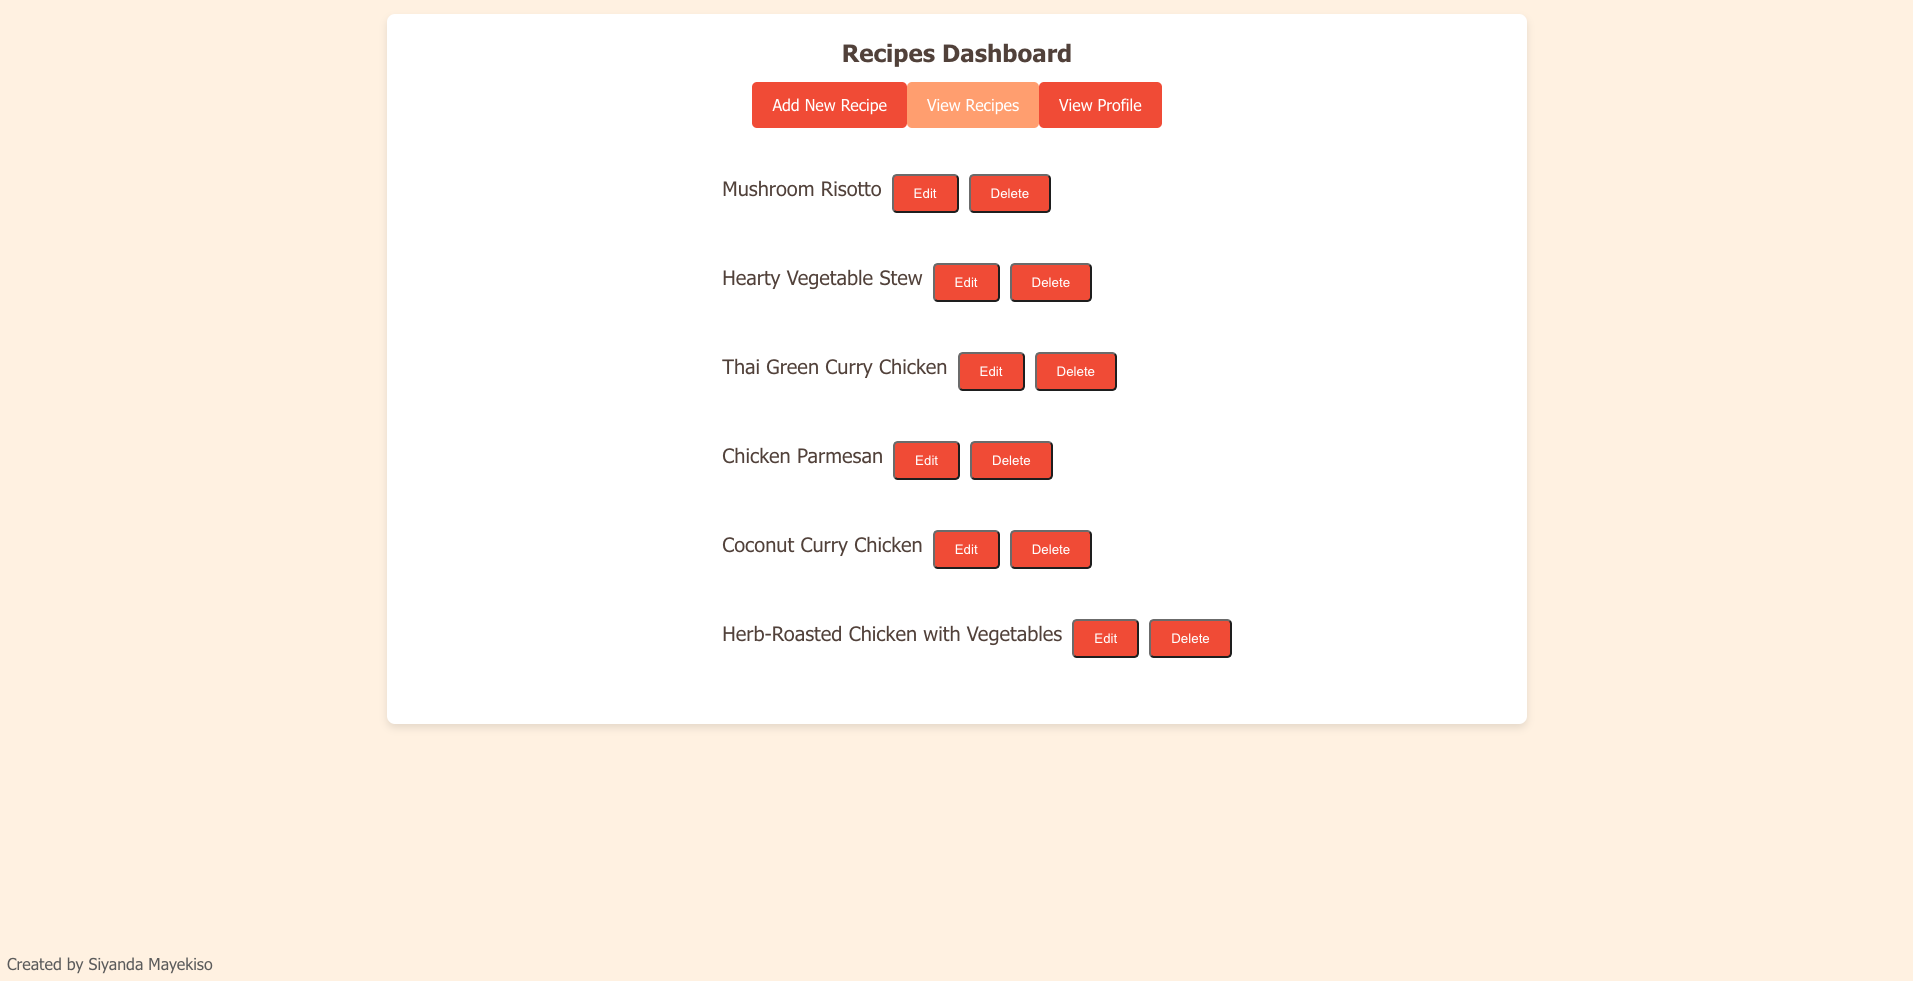 Recipes Dashboard
Add New Recipe View Recipes View Profile
Mushroom Risotto Edit Delete
Hearty Vegetable Stew Edit Delete
Thai Green Curry Chicken Edit Delete
Chicken Parmesan Edit Delete
Coconut Curry Chicken Edit Delete
Herb-Roasted Chicken with Vegetables Edit Delete
Created by Siyanda Mayekiso